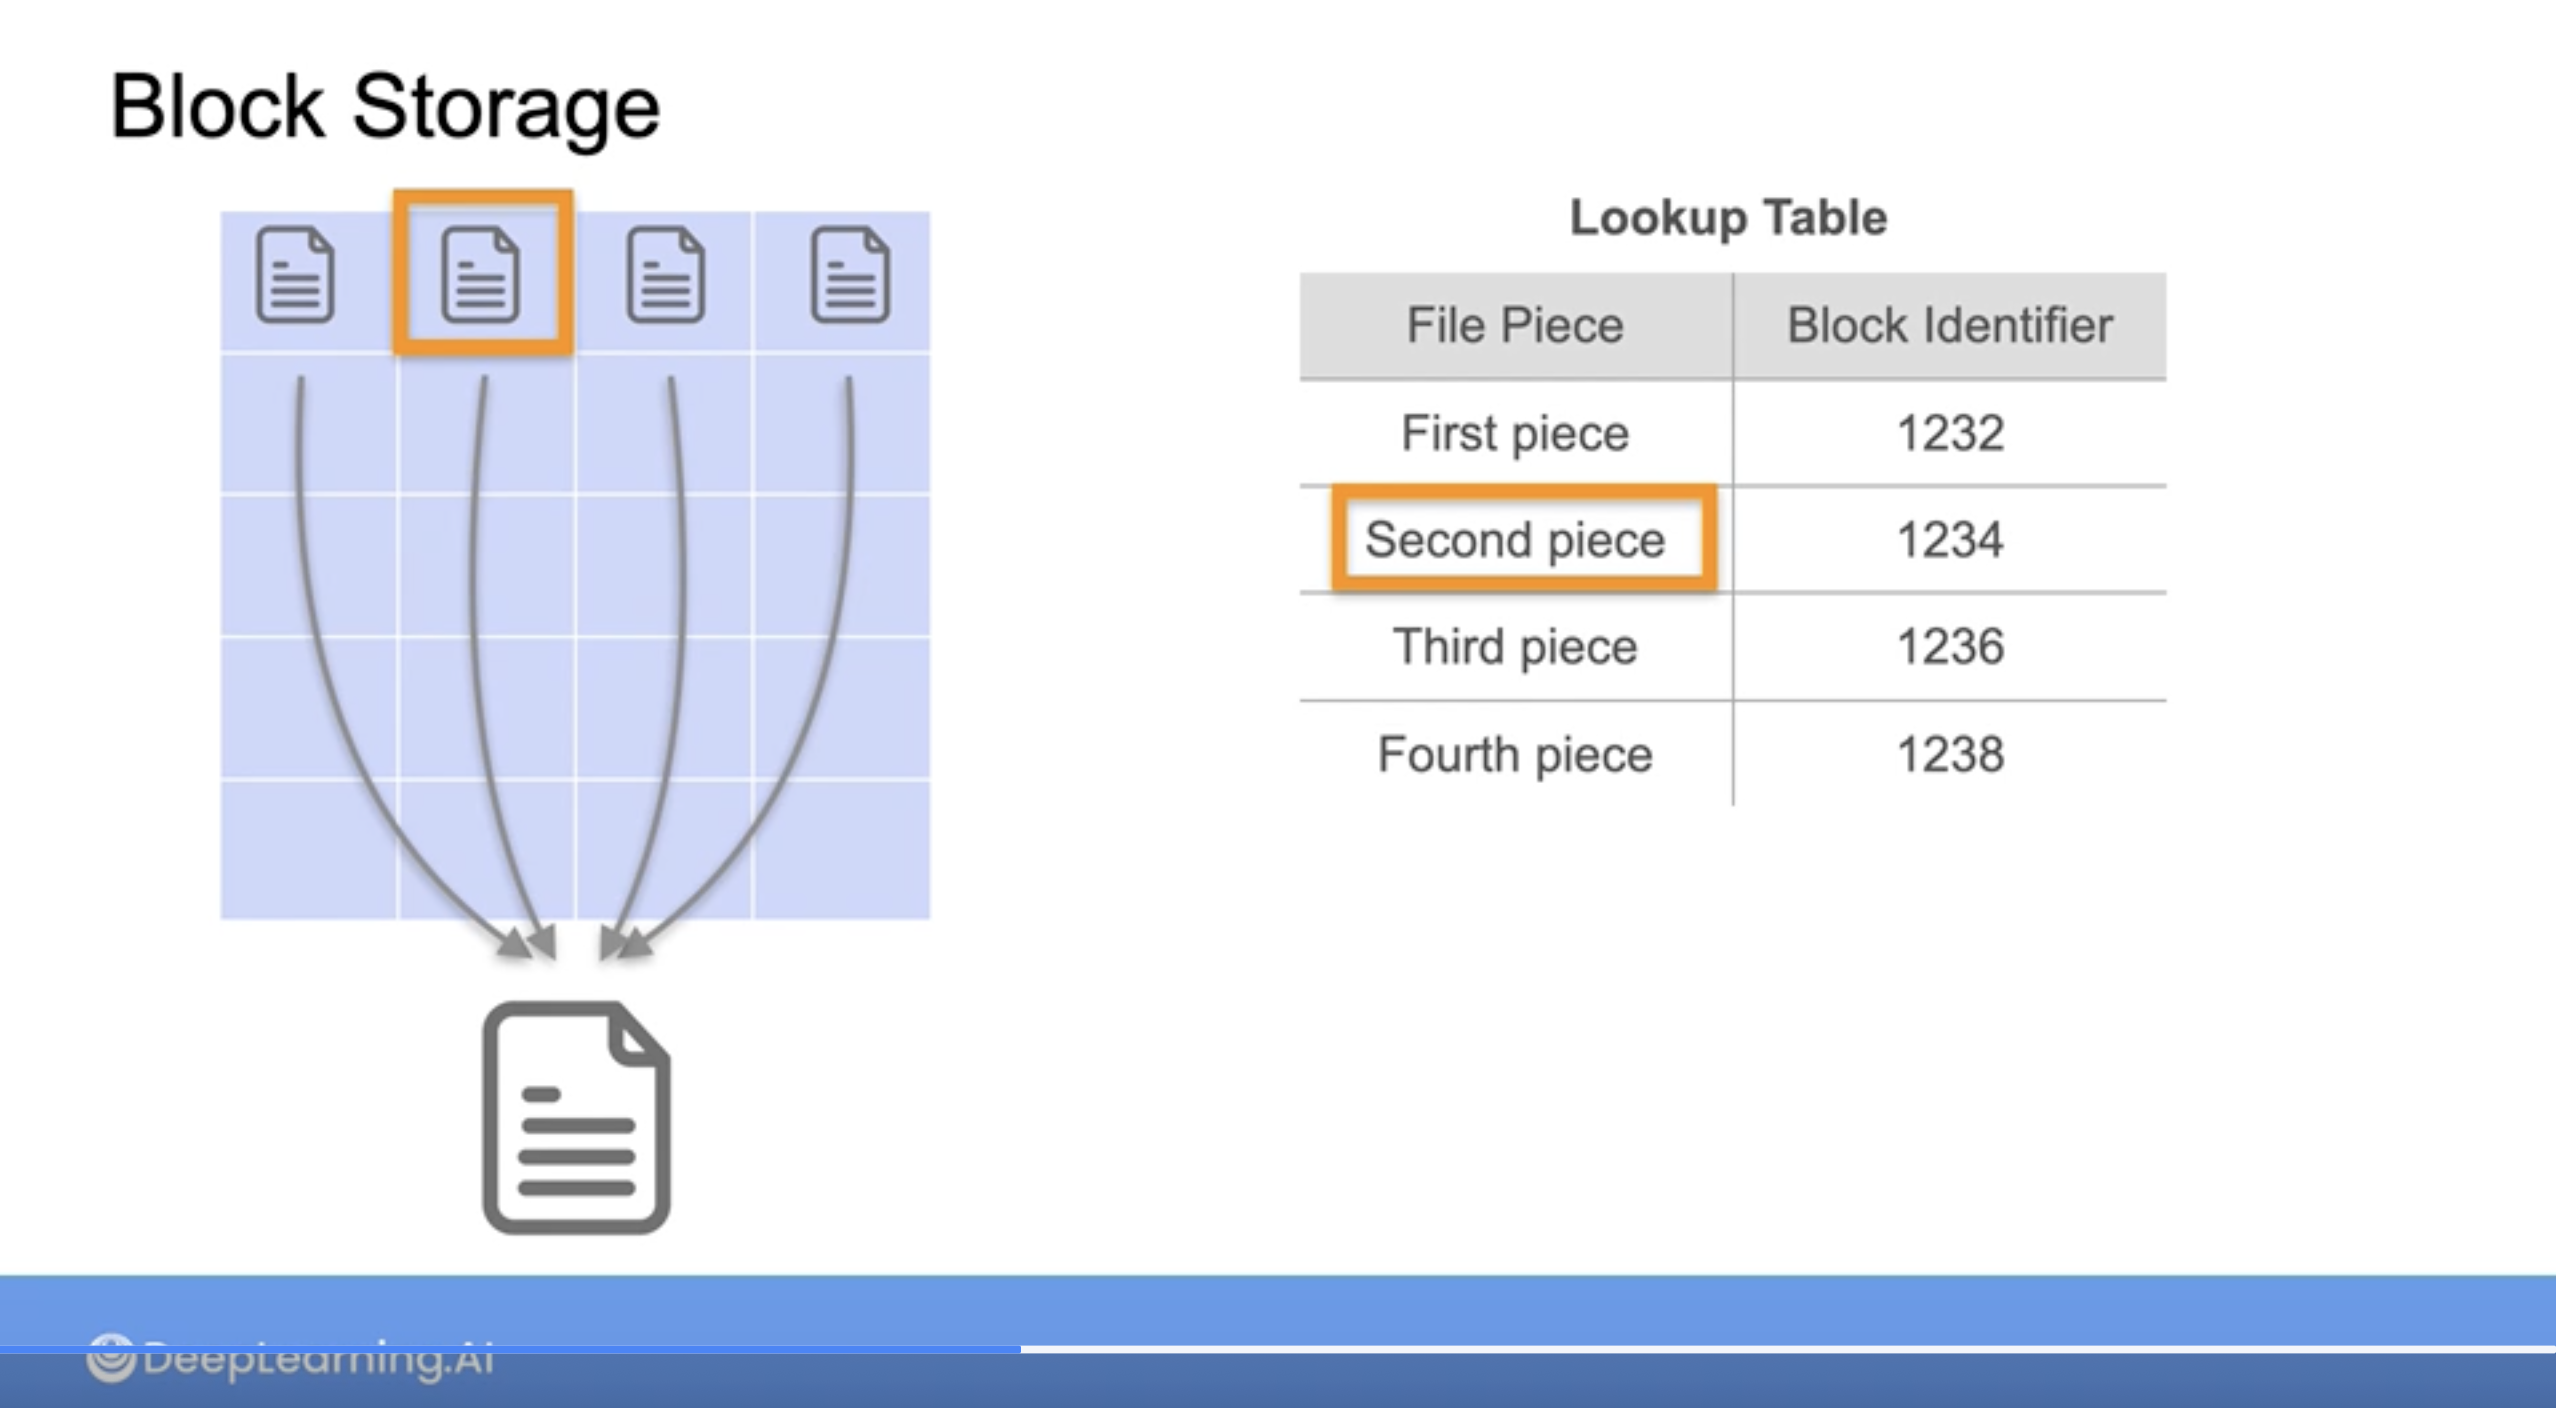 Block Storage
Lookup Table
File Piece Block Identifier
First piece 1232
Second piece 1234
Third piece 1236
Fourth piece 1238
DeepLearning.AI